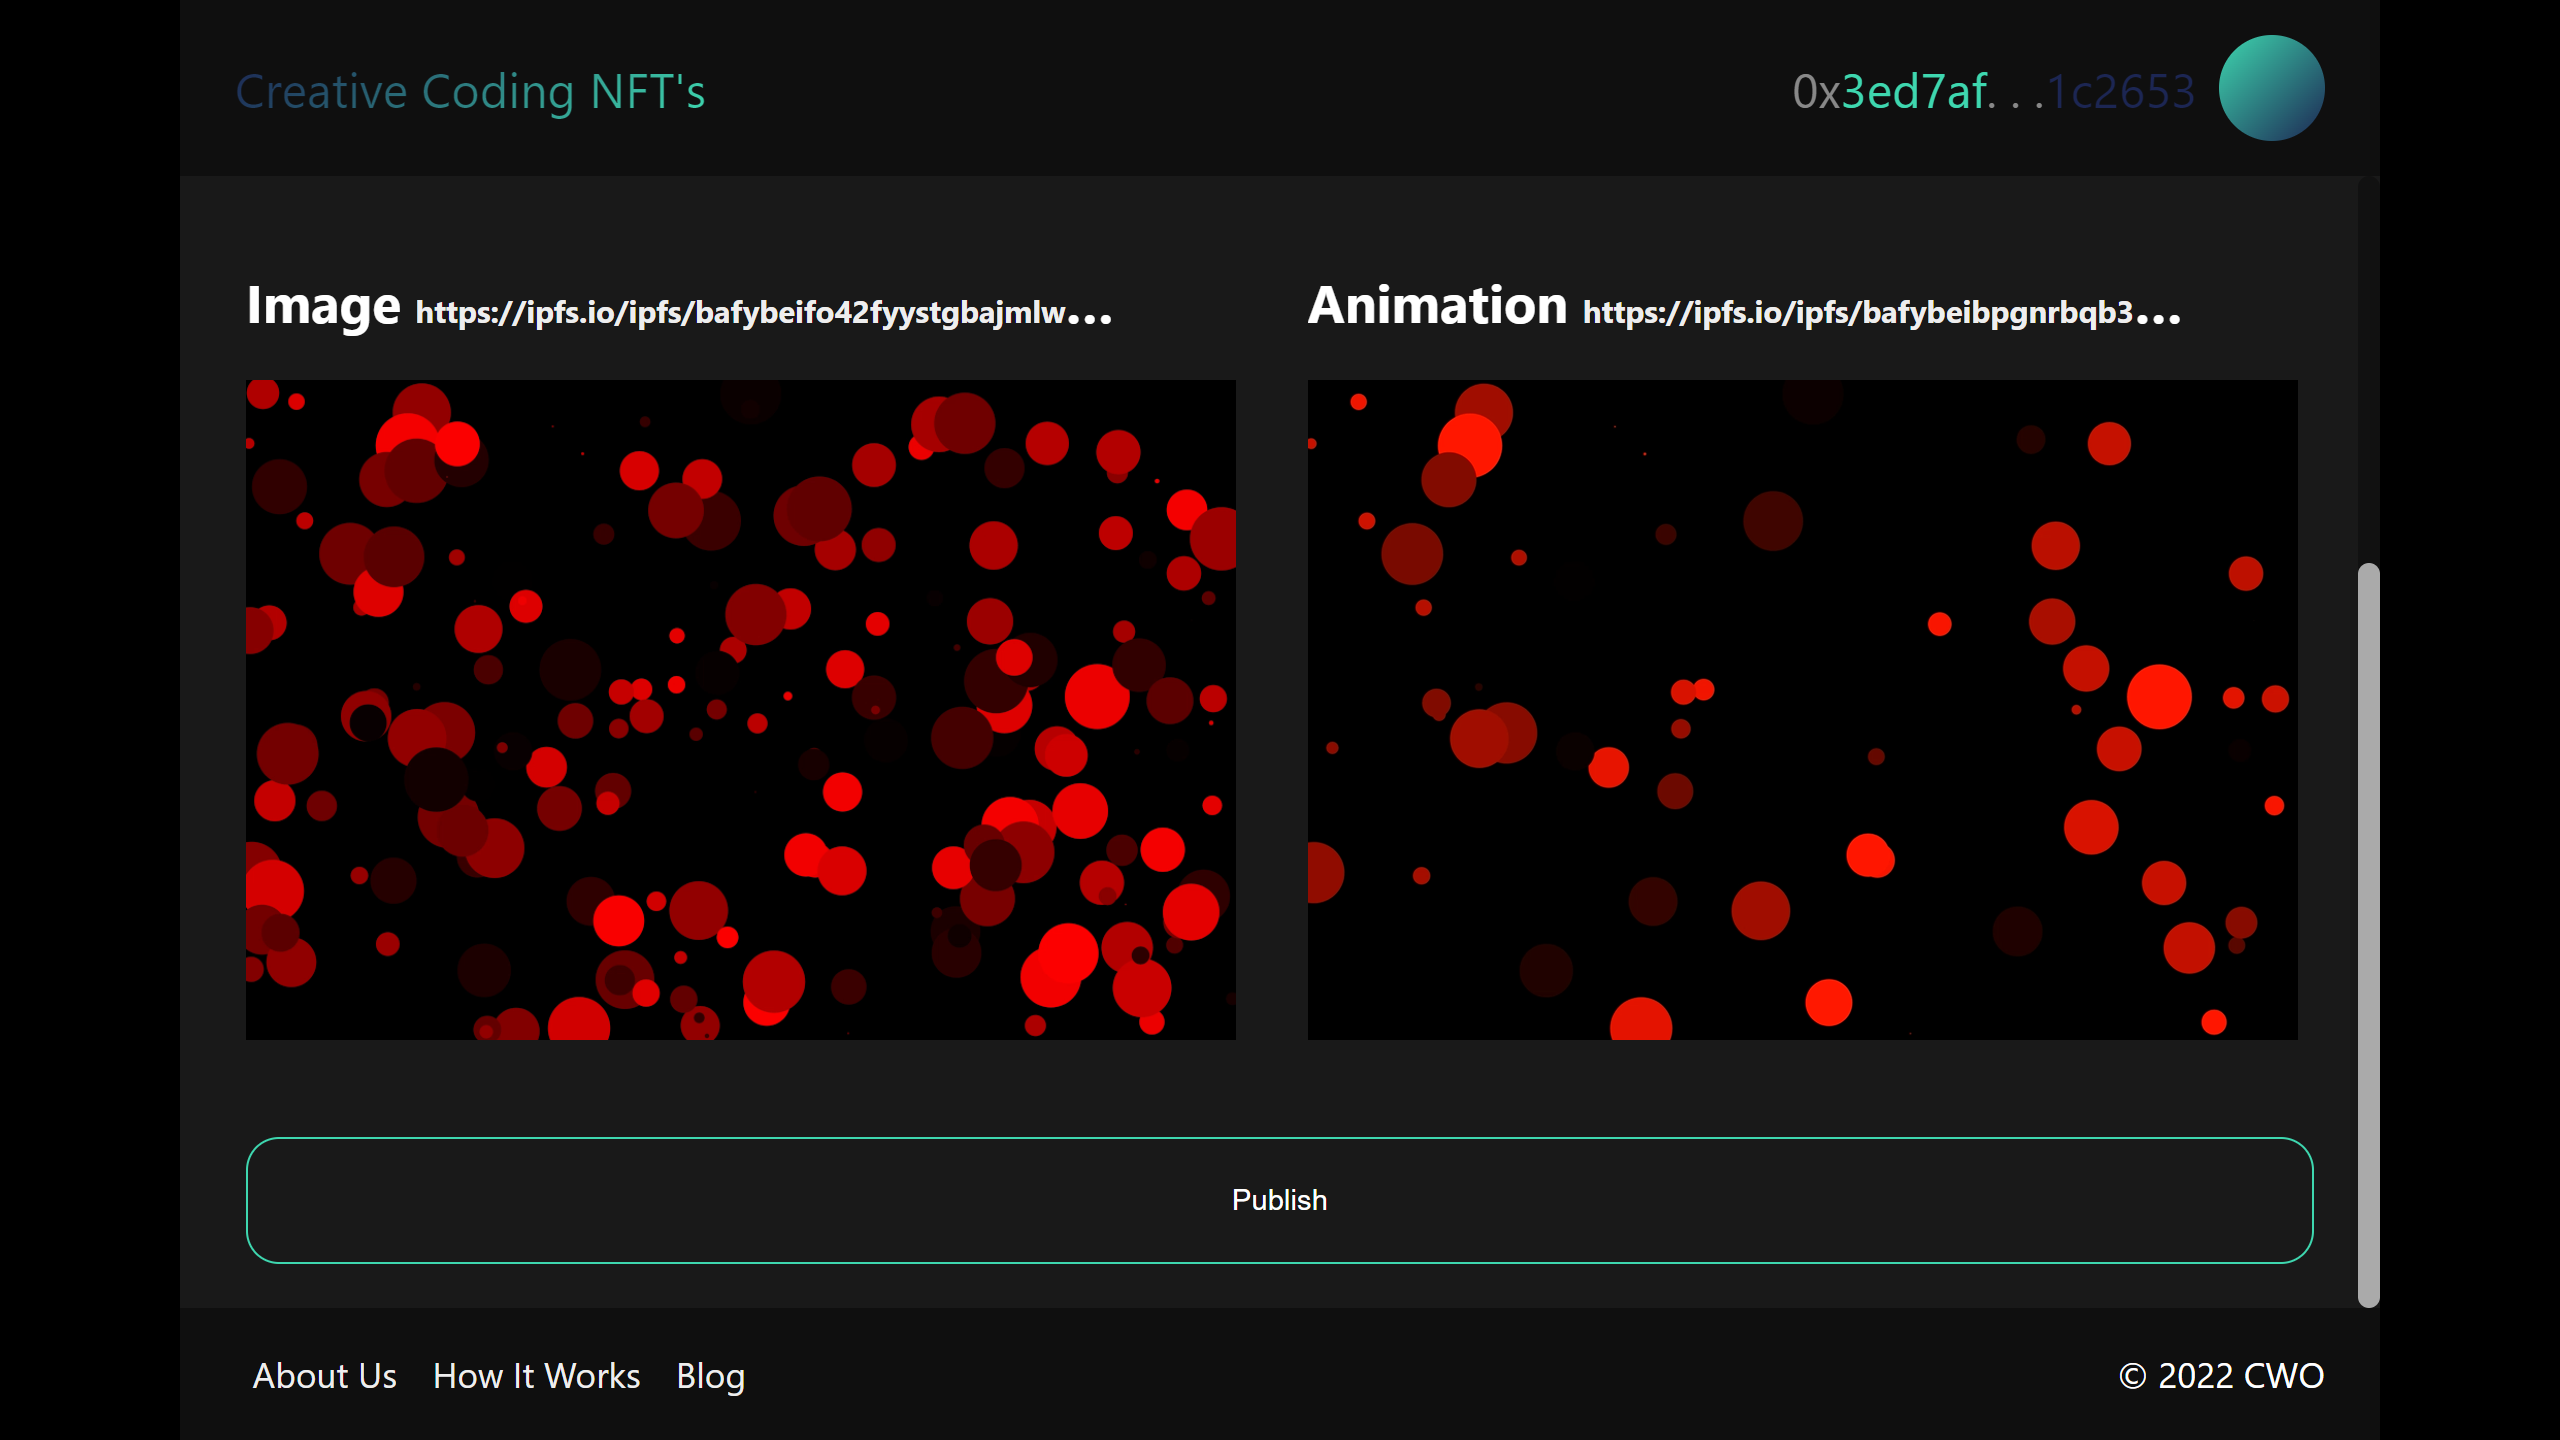 Creative Coding NFT's
0x3ed7af. . .1c2653
Image https://ipfs.io/ipfs/bafybeifo42fyystgbajmlw...
Animation https://ipfs.io/ipfs/bafybeibpgnrbqb3...
Publish
About Us How It Works Blog
© 2022 CWO